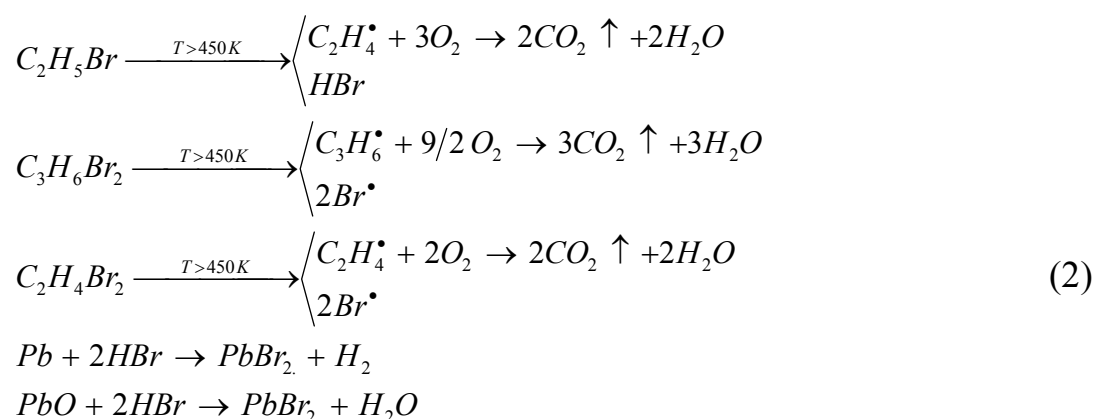 C₂H₅Br —T>450K→ ⟨ C₂H₄• + 3O₂ → 2CO₂ ↑ +2H₂O
HBr
C₃H₆Br₂ —T>450K→ ⟨ C₃H₆• + 9/2 O₂ → 3CO₂ ↑ +3H₂O
2Br•
C₂H₄Br₂ —T>450K→ ⟨ C₂H₄• + 2O₂ → 2CO₂ ↑ +2H₂O
2Br•
(2)
Pb + 2HBr → PbBr₂. + H₂
PbO + 2HBr → PbBr₂ + H₂O